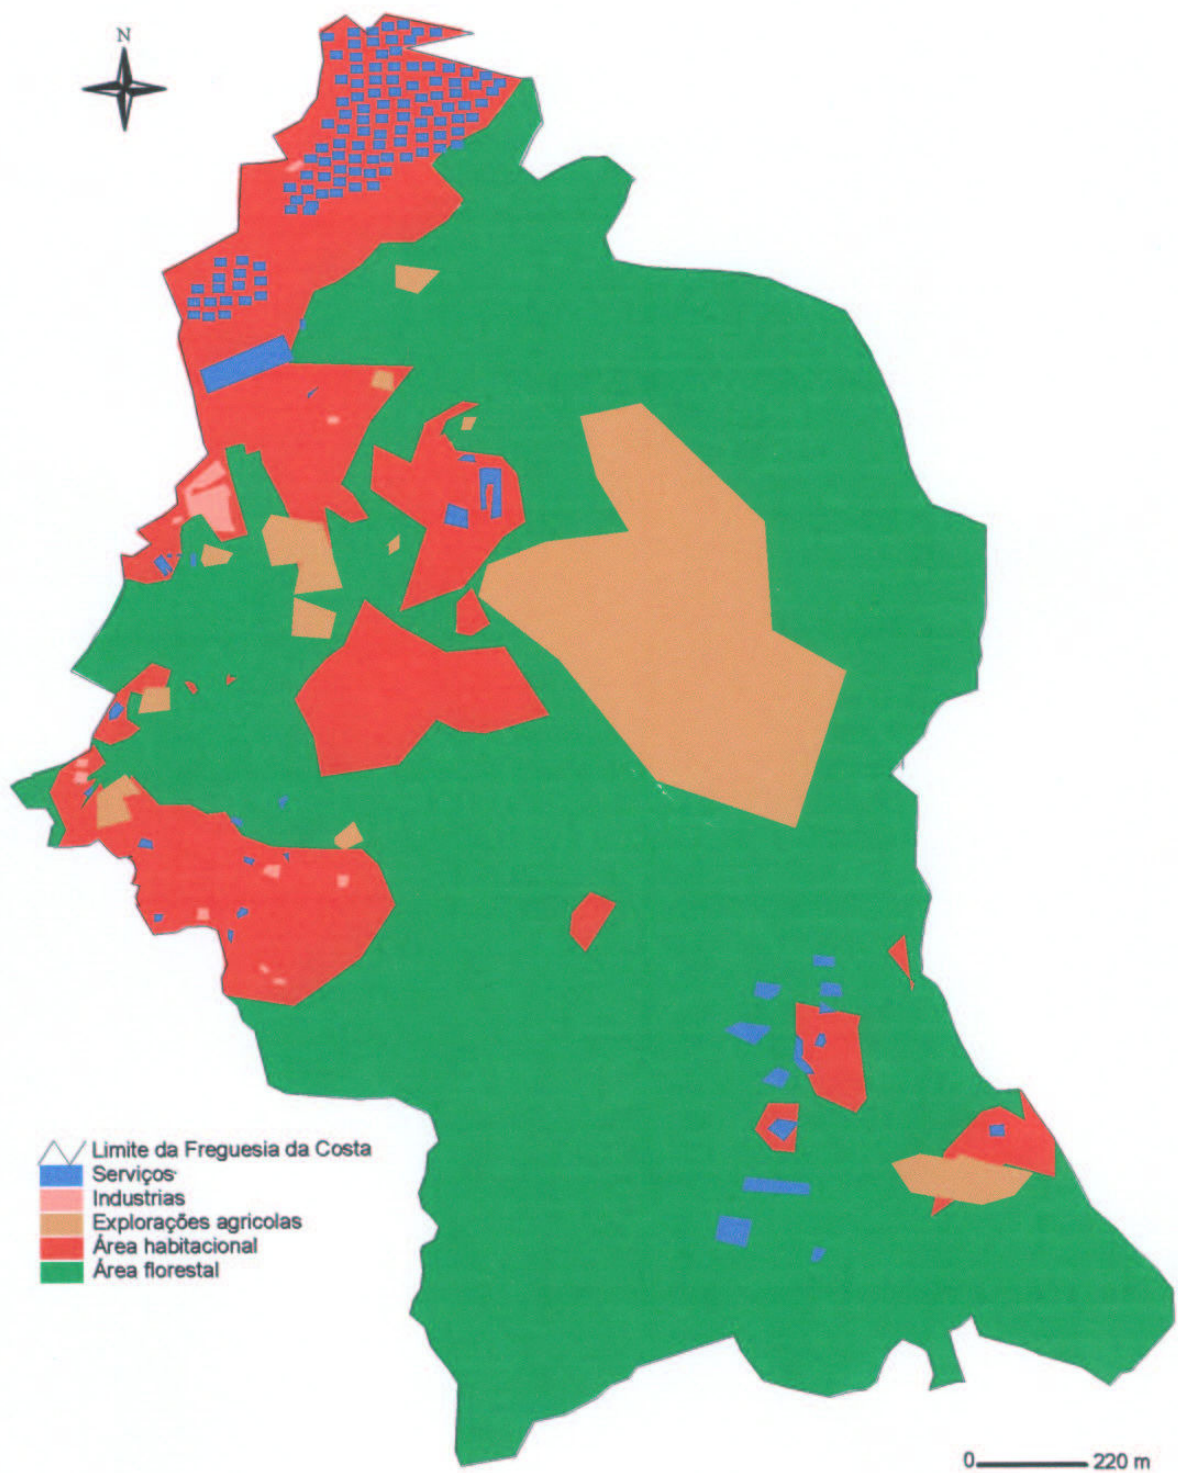 N
Limite da Freguesia da Costa
Serviços
Industrias
Explorações agricolas
Área habitacional
Área florestal
0 220 m